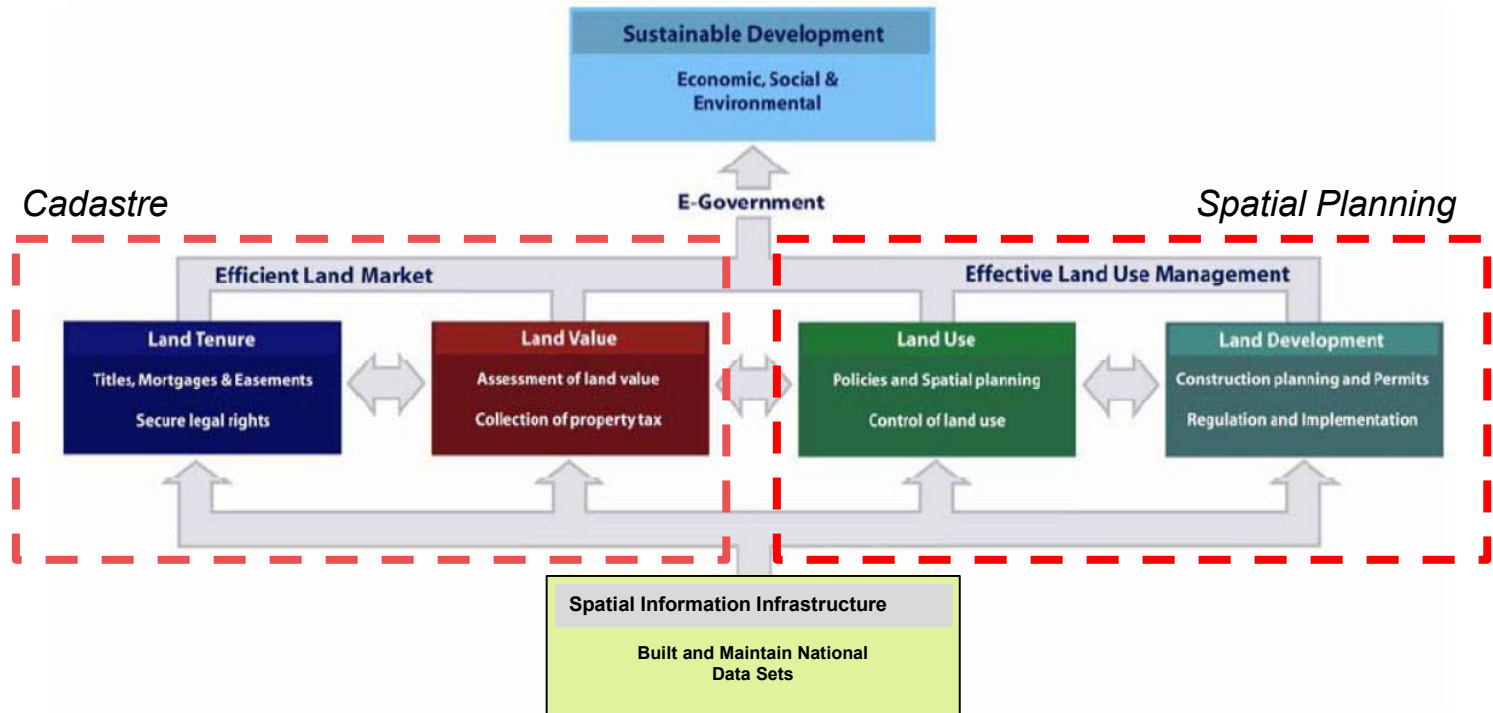 Sustainable Development
Economic, Social &
Environmental
Cadastre
E-Government
Spatial Planning
Efficient Land Market
Effective Land Use Management
Land Tenure
Titles, Mortgages & Easements
Secure legal rights
Land Value
Assessment of land value
Collection of property tax
Land Use
Policies and Spatial planning
Control of land use
Land Development
Construction planning and Permits
Regulation and Implementation
Spatial Information Infrastructure
Built and Maintain National
Data Sets